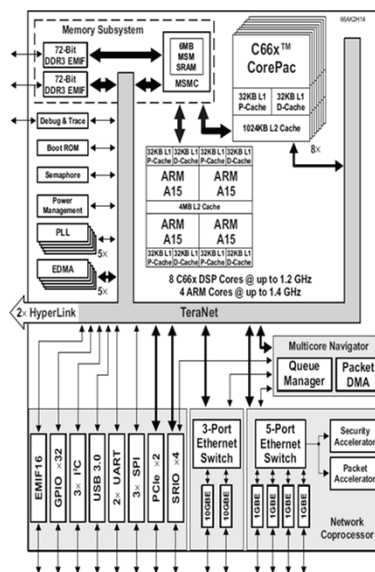 66AK2H14
Memory Subsystem
72-Bit
DDR3 EMIF
72-Bit
DDR3 EMIF
6MB
MSM
SRAM
MSMC
C66x™
CorePac
32KB L1
P-Cache
32KB L1
D-Cache
1024KB L2 Cache
8×
Debug & Trace
Boot ROM
Semaphore
Power
Management
PLL
5×
EDMA
5×
32KB L1
P-Cache
32KB L1
D-Cache
32KB L1
P-Cache
32KB L1
D-Cache
ARM
A15
ARM
A15
4MB L2 Cache
ARM
A15
ARM
A15
32KB L1
P-Cache
32KB L1
D-Cache
32KB L1
P-Cache
32KB L1
D-Cache
8 C66x DSP Cores @ up to 1.2 GHz
4 ARM Cores @ up to 1.4 GHz
2× HyperLink
TeraNet
Multicore Navigator
Queue
Manager
Packet
DMA
EMIF16
GPIO ×32
3× I²C
USB 3.0
2× UART
3× SPI
PCIe ×2
SRIO ×4
3-Port
Ethernet
Switch
10GBE
10GBE
5-Port
Ethernet
Switch
1GBE
1GBE
1GBE
1GBE
Security
Accelerator
Packet
Accelerator
Network
Coprocessor